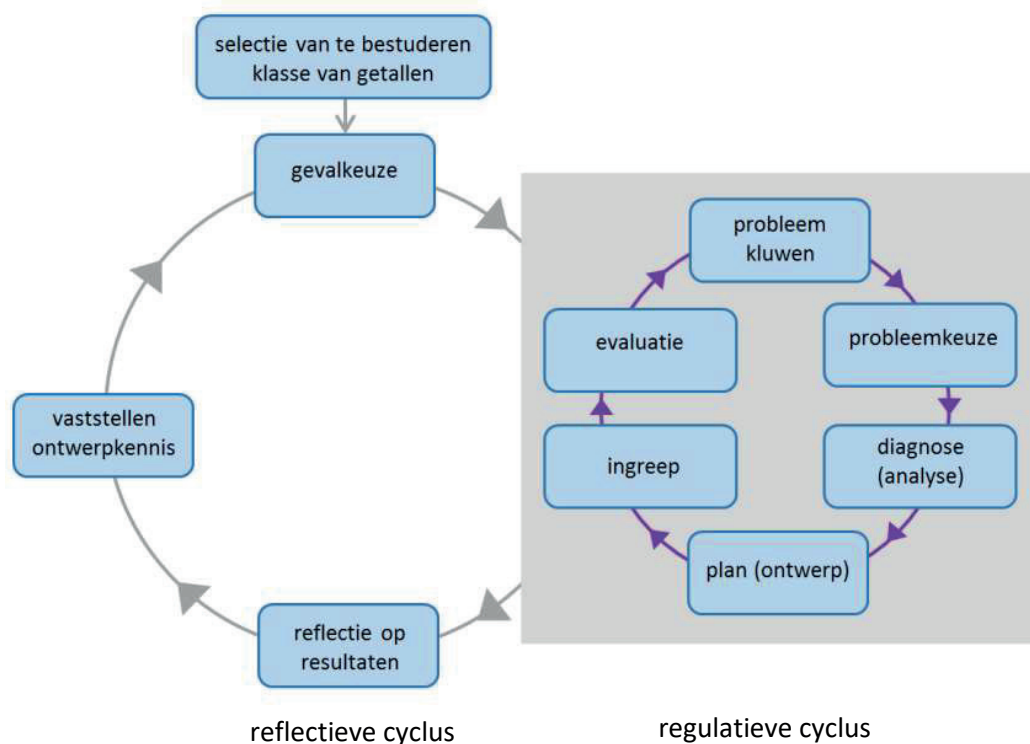 selectie van te bestuderen
klasse van getallen
gevalkeuze
probleem
kluwen
evaluatie
probleemkeuze
vaststellen
ontwerpkennis
ingreep
diagnose
(analyse)
plan (ontwerp)
reflectie op
resultaten
reflectieve cyclus
regulatieve cyclus